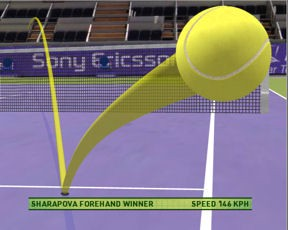 Sony Ericsson
SHARAPOVA FOREHAND WINNER SPEED 146 KPH